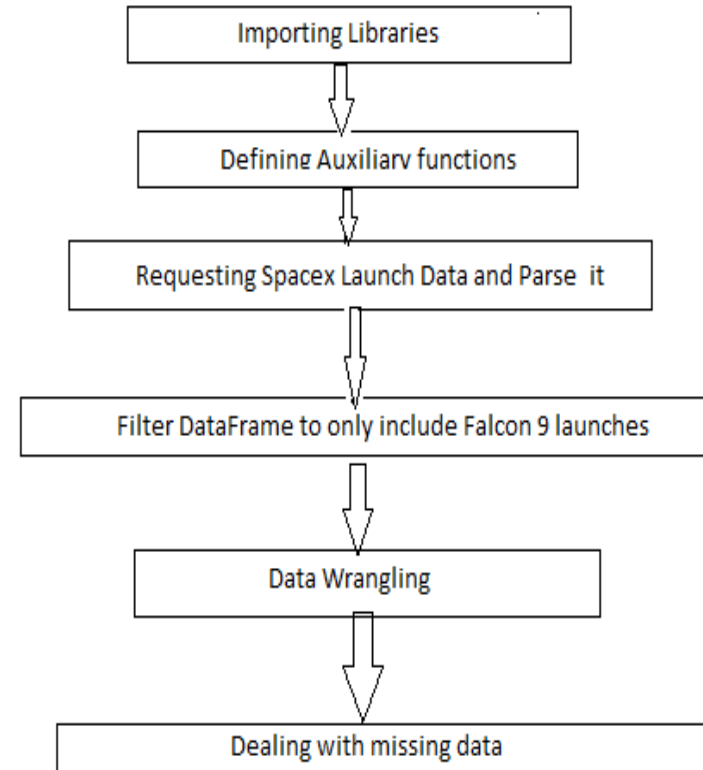 Importing Libraries
Defining Auxiliary functions
Requesting Spacex Launch Data and Parse it
Filter DataFrame to only include Falcon 9 launches
Data Wrangling
Dealing with missing data